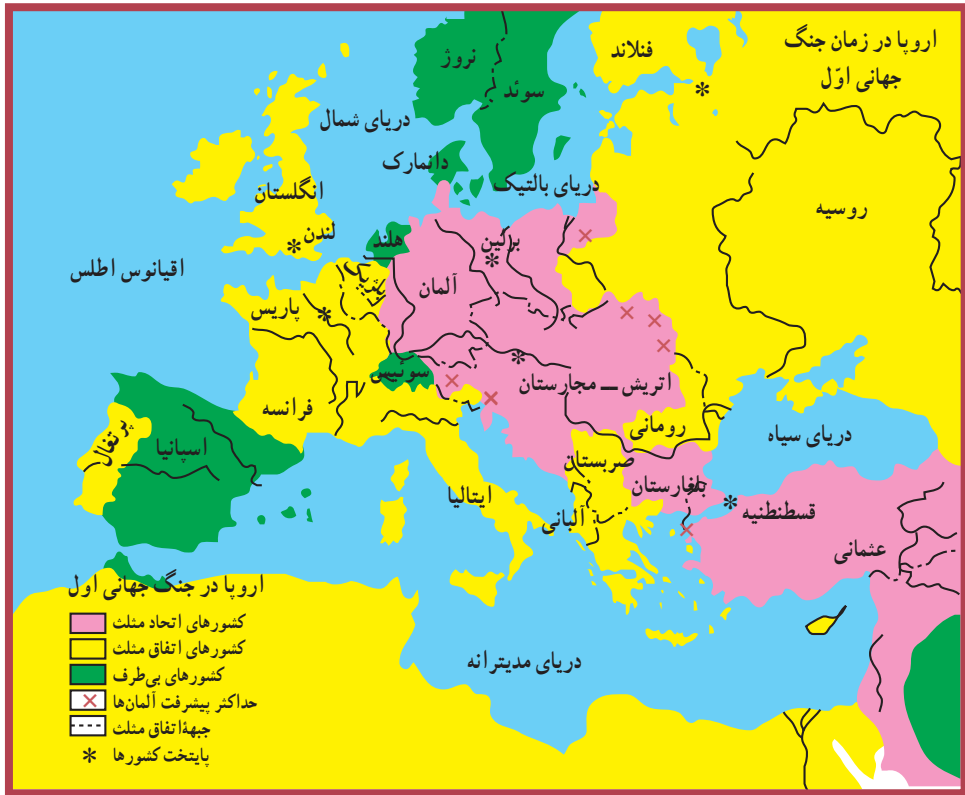 اروپا در زمان جنگ
جهانی اوّل
فنلاند
نروژ
سوئد
دریای شمال
دانمارک
دریای بالتیک
انگلستان
لندن
هلند
برلین
روسیه
اقیانوس اطلس
آلمان
بلژیک
پاریس
سوئیس
اتریش ــ مجارستان
فرانسه
رومانی
دریای سیاه
پرتغال
اسپانیا
صربستان
بلغارستان
ایتالیا
آلبانی
قسطنطنیه
عثمانی
دریای مدیترانه
اروپا در جنگ جهانی اول
کشورهای اتحاد مثلث
کشورهای اتفاق مثلث
کشورهای بی‌طرف
حداکثر پیشرفت آلمان‌ها
جبههٔ اتفاق مثلث
پایتخت کشورها